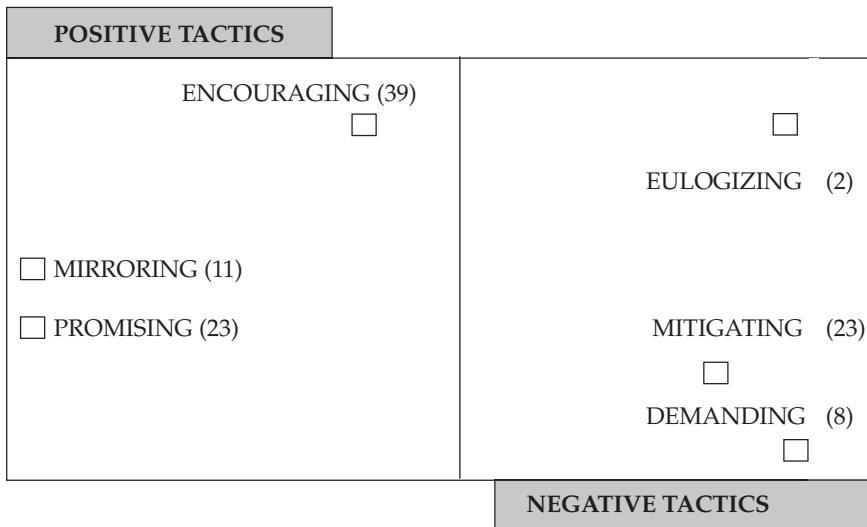 POSITIVE TACTICS
ENCOURAGING (39)
EULOGIZING (2)
MIRRORING (11)
PROMISING (23)
MITIGATING (23)
DEMANDING (8)
NEGATIVE TACTICS